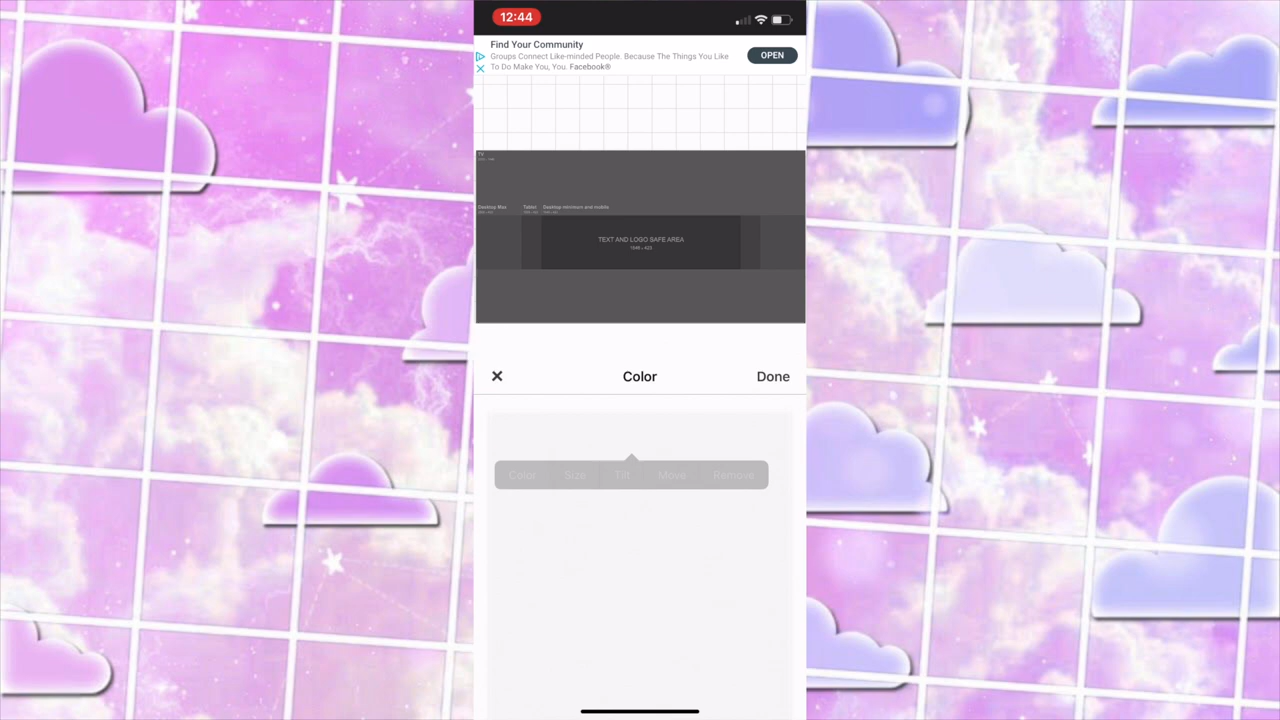 12:44
Find Your Community
Groups Connect Like-minded People. Because The Things You Like
To Do Make You, You. Facebook®
OPEN
TV
Desktop Max
Tablet
Desktop minimum and mobile
TEXT AND LOGO SAFE AREA
Color
Done
Color
Size
Filt
Move
Remove